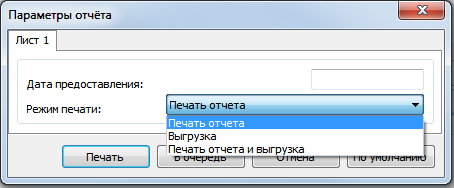 Параметры отчёта
Лист 1
Дата предоставления:
Режим печати:
Печать отчета
Печать отчета
Выгрузка
Печать отчета и выгрузка
Печать
В очередь
Отмена
По умолчанию